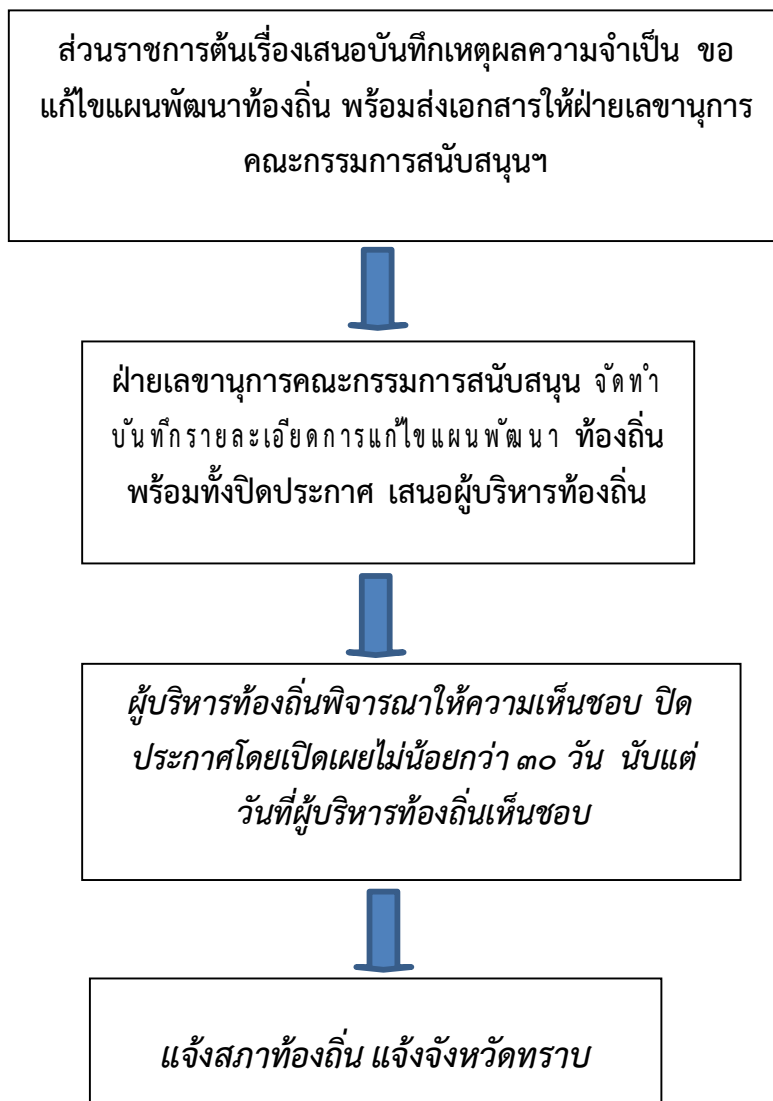 ส่วนราชการต้นเรื่องเสนอบันทึกเหตุผลความจำเป็น ขอ
แก้ไขแผนพัฒนาท้องถิ่น พร้อมส่งเอกสารให้ฝ่ายเลขานุการ
คณะกรรมการสนับสนุนฯ
ฝ่ายเลขานุการคณะกรรมการสนับสนุน จัดทำ
บันทึกรายละเอียดการแก้ไขแผนพัฒนา ท้องถิ่น
พร้อมทั้งปิดประกาศ เสนอผู้บริหารท้องถิ่น
ผู้บริหารท้องถิ่นพิจารณาให้ความเห็นชอบ ปิด
ประกาศโดยเปิดเผยไม่น้อยกว่า ๓๐ วัน นับแต่
วันที่ผู้บริหารท้องถิ่นเห็นชอบ
แจ้งสภาท้องถิ่น แจ้งจังหวัดทราบ